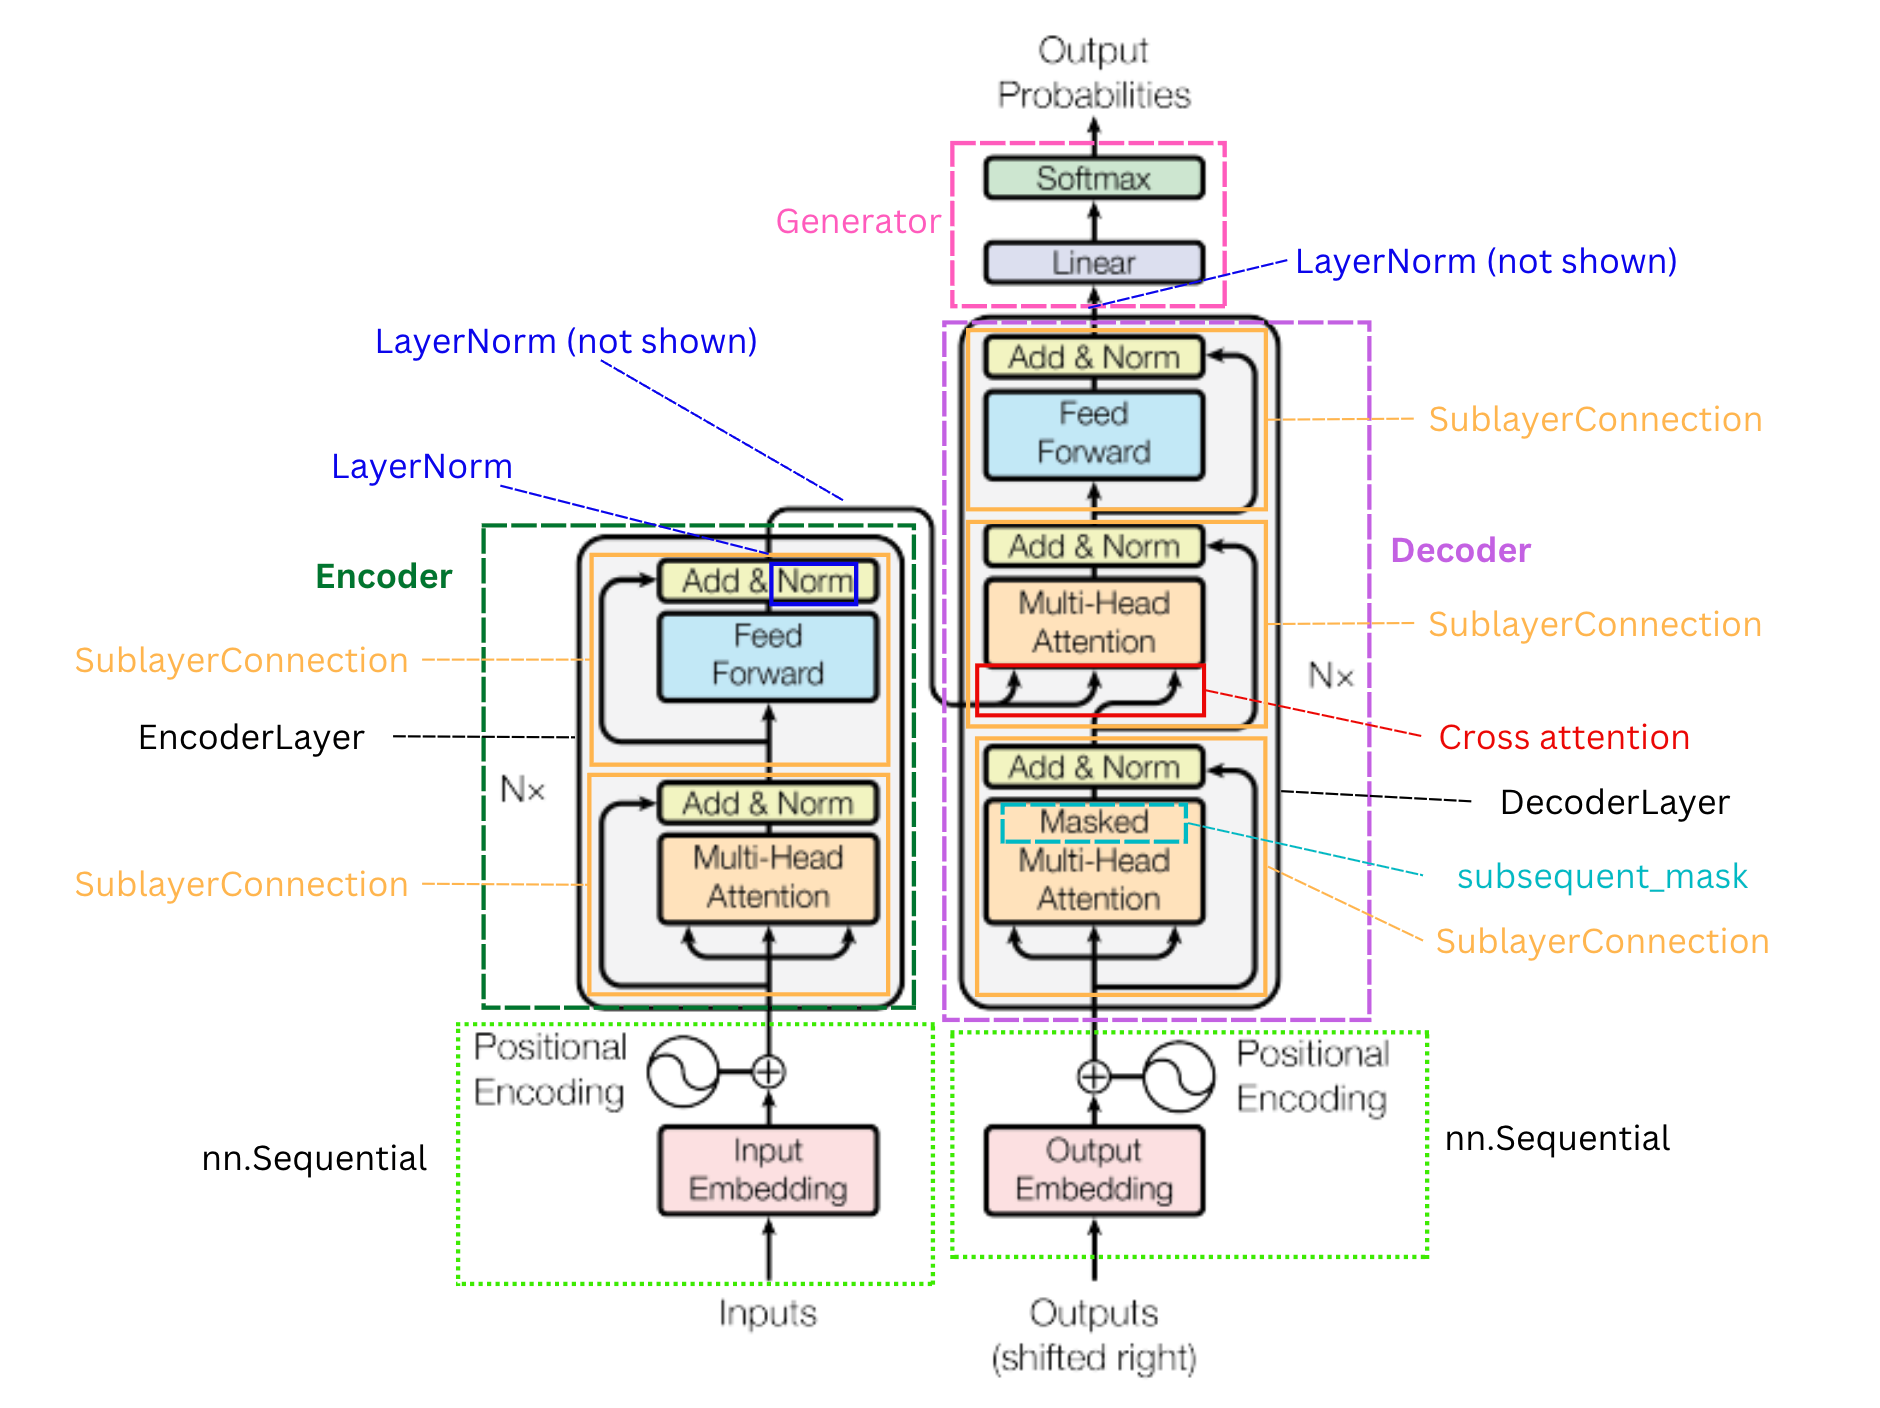 Output
Probabilities
Softmax
Generator
Linear
LayerNorm (not shown)
LayerNorm (not shown)
Add & Norm
Feed
Forward
SublayerConnection
LayerNorm
Add & Norm
Decoder
Encoder
Add & Norm
Multi-Head
Attention
SublayerConnection
Feed
Forward
SublayerConnection
N×
EncoderLayer
Cross attention
N×
Add & Norm
Add & Norm
DecoderLayer
Masked
Multi-Head
Attention
Multi-Head
Attention
subsequent_mask
SublayerConnection
SublayerConnection
Positional
Encoding
Positional
Encoding
nn.Sequential
Input
Embedding
Output
Embedding
nn.Sequential
Inputs
Outputs
(shifted right)